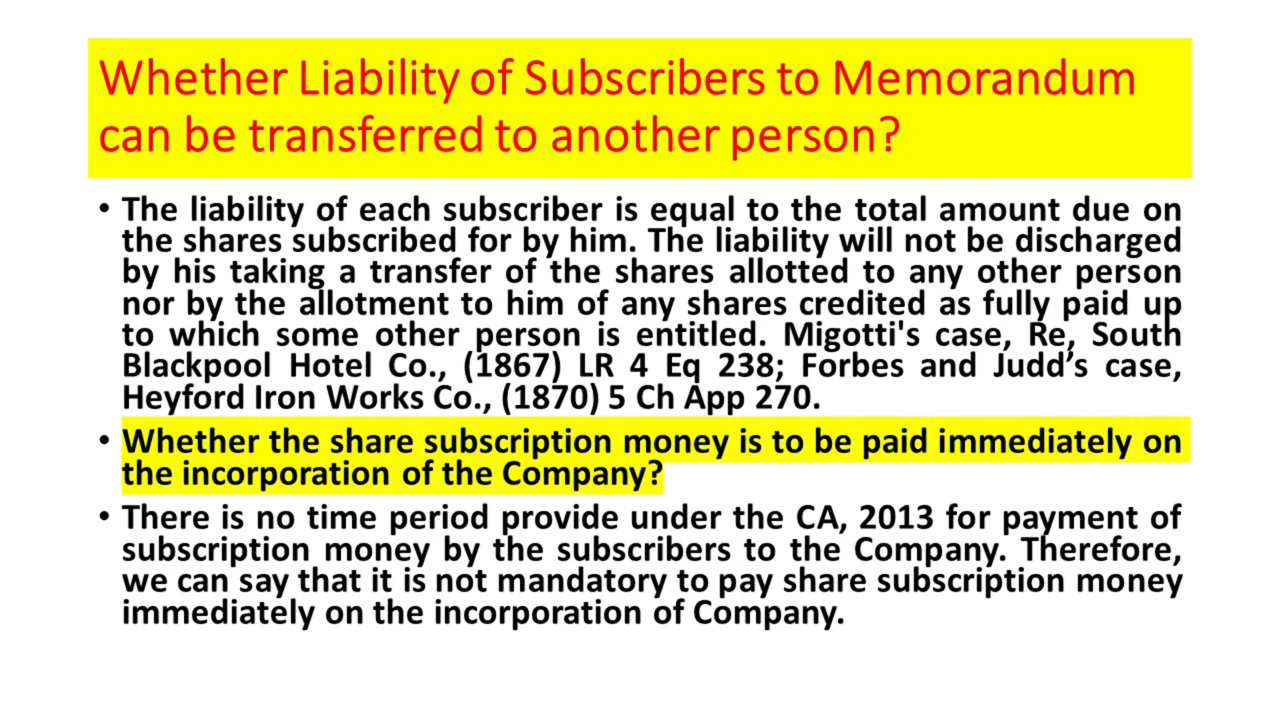 Whether Liability of Subscribers to Memorandum
can be transferred to another person?
• The liability of each subscriber is equal to the total amount due on
the shares subscribed for by him. The liability will not be discharged
by his taking a transfer of the shares allotted to any other person
nor by the allotment to him of any shares credited as fully paid up
to which some other person is entitled. Migotti's case, Re, South
Blackpool Hotel Co., (1867) LR 4 Eq 238; Forbes and Judd’s case,
Heyford Iron Works Co., (1870) 5 Ch App 270.
• Whether the share subscription money is to be paid immediately on
the incorporation of the Company?
• There is no time period provide under the CA, 2013 for payment of
subscription money by the subscribers to the Company. Therefore,
we can say that it is not mandatory to pay share subscription money
immediately on the incorporation of Company.